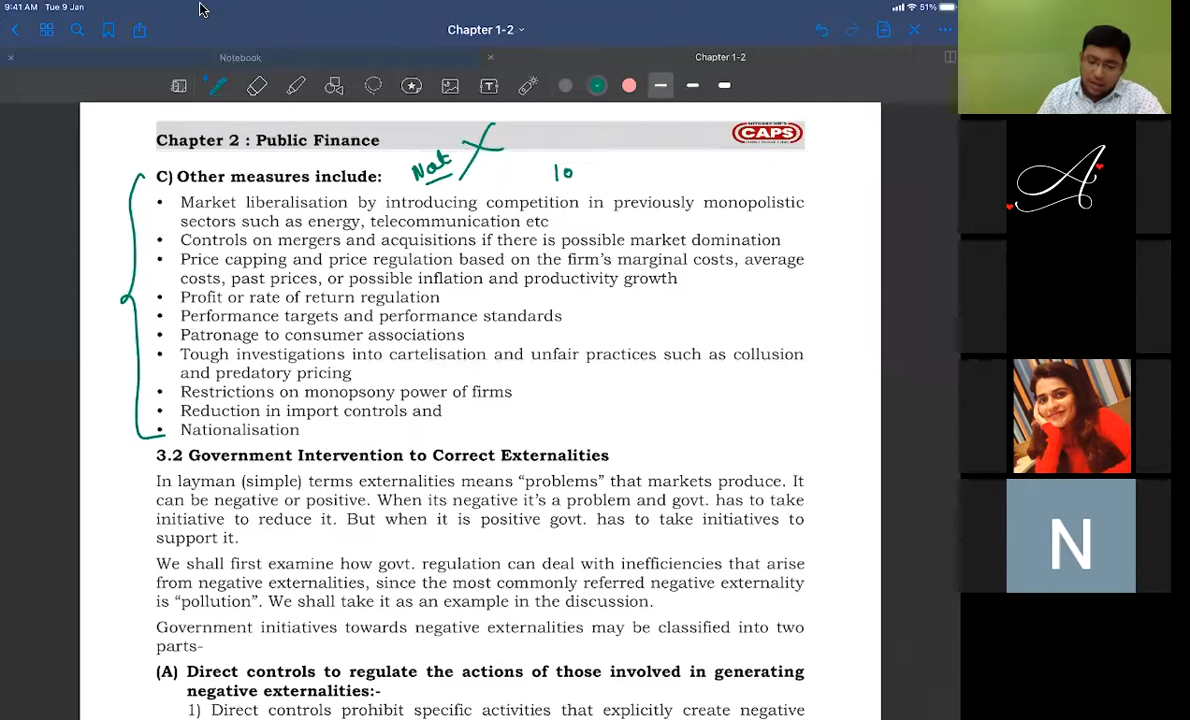 9:41 AM Tue 9 Jan
51%
Chapter 1-2
Notebook
Chapter 1-2
Chapter 2 : Public Finance
CAPS
Not
10
C) Other measures include:
• Market liberalisation by introducing competition in previously monopolistic
sectors such as energy, telecommunication etc
• Controls on mergers and acquisitions if there is possible market domination
• Price capping and price regulation based on the firm's marginal costs, average
costs, past prices, or possible inflation and productivity growth
• Profit or rate of return regulation
• Performance targets and performance standards
• Patronage to consumer associations
• Tough investigations into cartelisation and unfair practices such as collusion
and predatory pricing
• Restrictions on monopsony power of firms
• Reduction in import controls and
• Nationalisation
3.2 Government Intervention to Correct Externalities
In layman (simple) terms externalities means "problems" that markets produce. It
can be negative or positive. When its negative it's a problem and govt. has to take
initiative to reduce it. But when it is positive govt. has to take initiatives to
support it.
We shall first examine how govt. regulation can deal with inefficiencies that arise
from negative externalities, since the most commonly referred negative externality
is "pollution". We shall take it as an example in the discussion.
Government initiatives towards negative externalities may be classified into two
parts-
(A) Direct controls to regulate the actions of those involved in generating
negative externalities:-
1) Direct controls prohibit specific activities that explicitly create negative
A
N